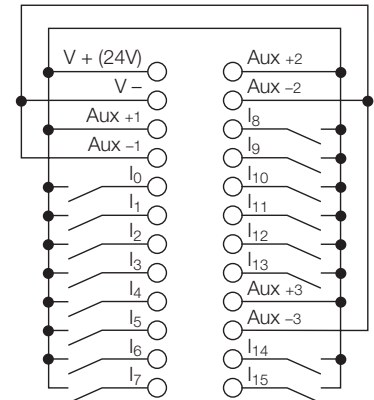 V + (24V)
V –
Aux +1
Aux –1
I0
I1
I2
I3
I4
I5
I6
I7
Aux +2
Aux –2
I8
I9
I10
I11
I12
I13
Aux +3
Aux –3
I14
I15